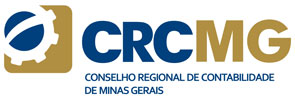 CRCMG
CONSELHO REGIONAL DE CONTABILIDADE
DE MINAS GERAIS